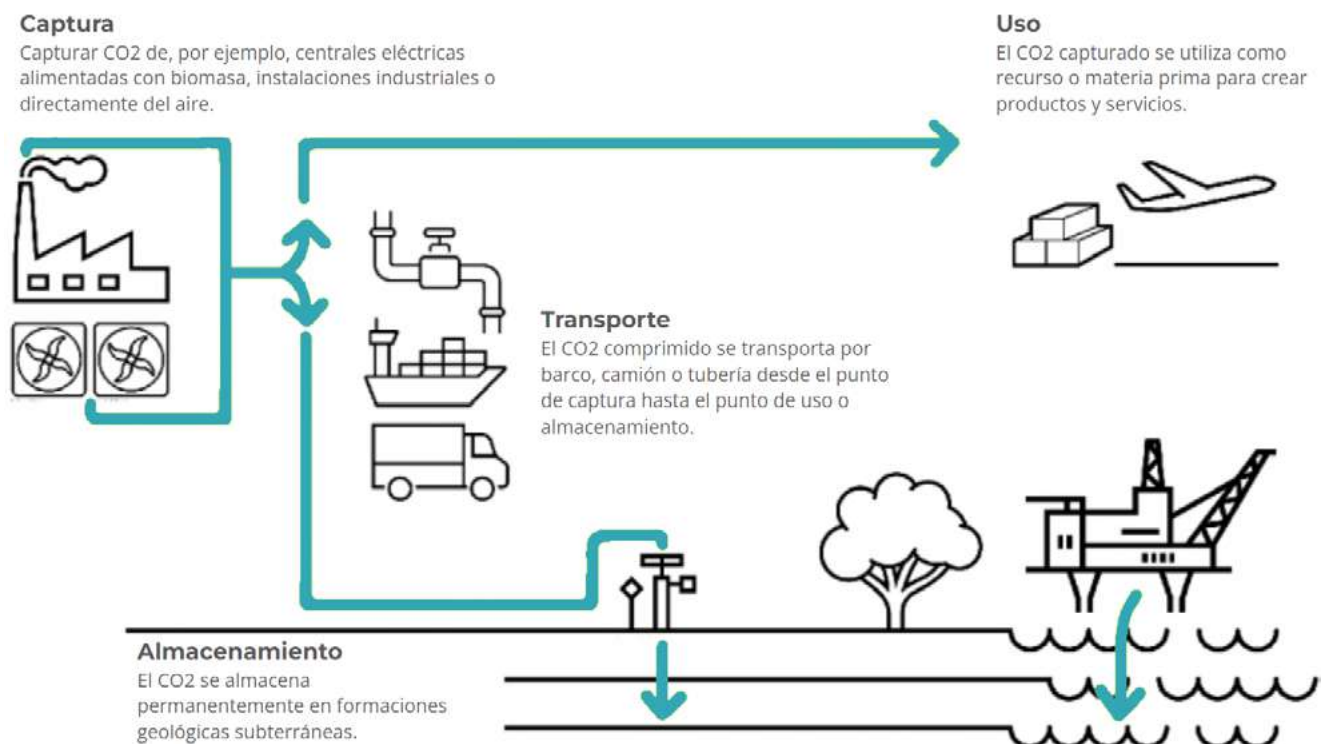 Captura
Capturar CO2 de, por ejemplo, centrales eléctricas
alimentadas con biomasa, instalaciones industriales o
directamente del aire.
Uso
El CO2 capturado se utiliza como
recurso o materia prima para crear
productos y servicios.
Transporte
El CO2 comprimido se transporta por
barco, camión o tubería desde el punto
de captura hasta el punto de uso o
almacenamiento.
Almacenamiento
El CO2 se almacena
permanentemente en formaciones
geológicas subterráneas.